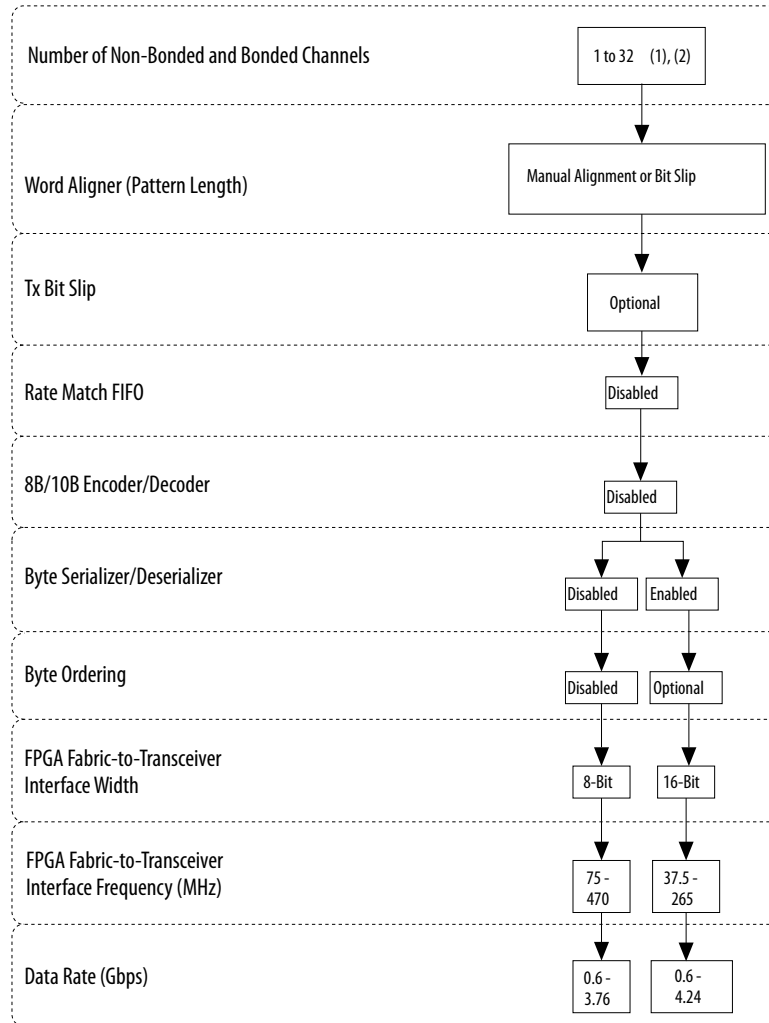 Number of Non-Bonded and Bonded Channels
1 to 32 (1), (2)
Word Aligner (Pattern Length)
Manual Alignment or Bit Slip
Tx Bit Slip
Optional
Rate Match FIFO
Disabled
8B/10B Encoder/Decoder
Disabled
Byte Serializer/Deserializer
Disabled
Enabled
Byte Ordering
Disabled
Optional
FPGA Fabric-to-Transceiver
Interface Width
8-Bit
16-Bit
FPGA Fabric-to-Transceiver
Interface Frequency (MHz)
75 -
470
37.5 -
265
Data Rate (Gbps)
0.6 -
3.76
0.6 -
4.24